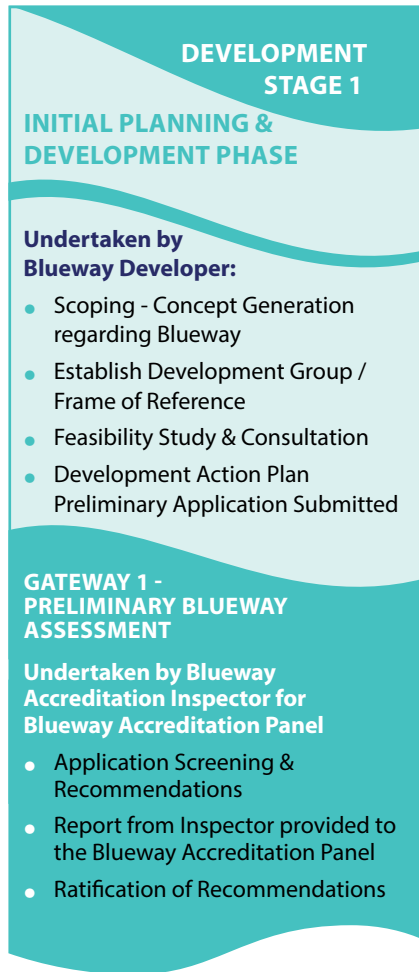 DEVELOPMENT
STAGE 1
INITIAL PLANNING &
DEVELOPMENT PHASE
Undertaken by
Blueway Developer:
• Scoping - Concept Generation
regarding Blueway
• Establish Development Group /
Frame of Reference
• Feasibility Study & Consultation
• Development Action Plan
Preliminary Application Submitted
GATEWAY 1 -
PRELIMINARY BLUEWAY
ASSESSMENT
Undertaken by Blueway
Accreditation Inspector for
Blueway Accreditation Panel
• Application Screening &
Recommendations
• Report from Inspector provided to
the Blueway Accreditation Panel
• Ratification of Recommendations